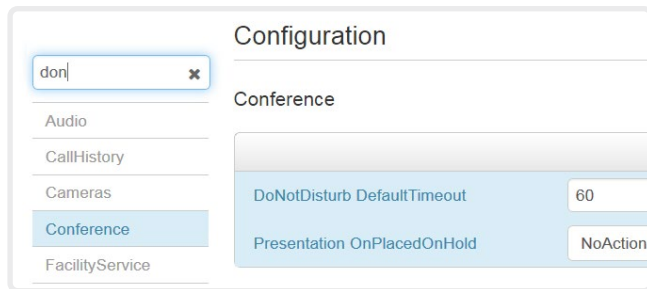 Configuration
don
Conference
Audio
CallHistory
Cameras
Conference
FacilityService
DoNotDisturb DefaultTimeout
60
Presentation OnPlacedOnHold
NoAction